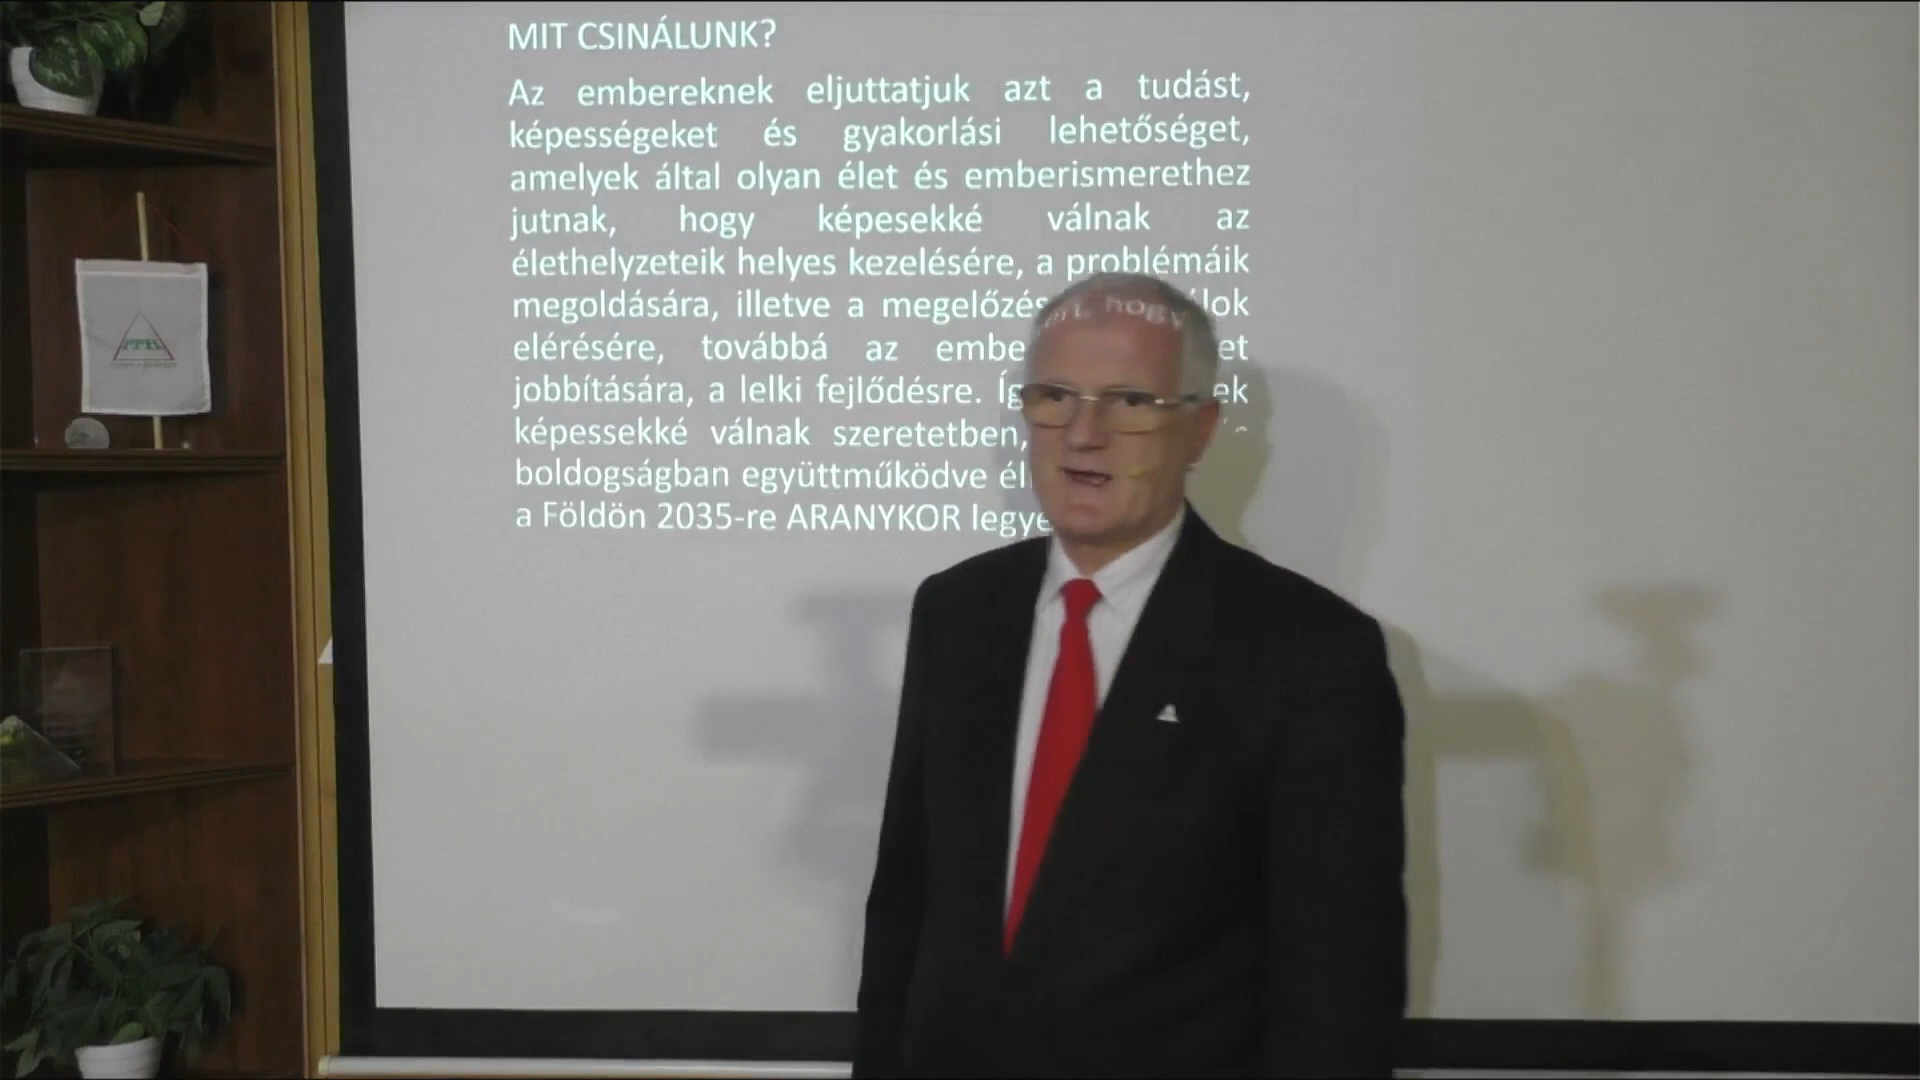 MIT CSINÁLUNK?
Az embereknek eljuttatjuk azt a tudást,
képességeket és gyakorlási lehetőséget,
amelyek által olyan élet és emberismerethez
jutnak, hogy képesekké válnak az
élethelyzeteik helyes kezelésére, a problémáik
megoldására, illetve a
elérésére, továbbá az
jobbítására, a lelki fejlődésre.
képessekké válnak szeretetben,
boldogságban együttműködve
a Földön 2035-re ARANYKOR
hogy